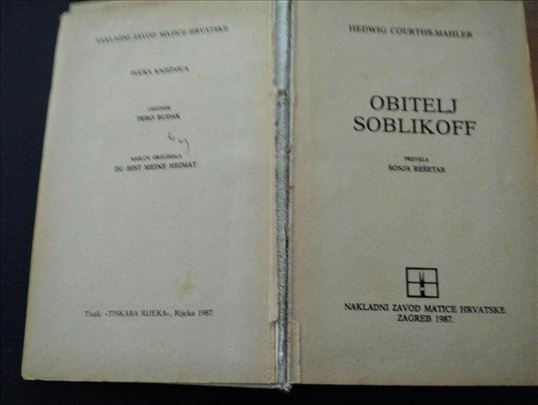 NAKLADNI ZAVOD MATICE HRVATSKE
PUČKA KNJIŽNICA
UREDNIK
PERO BUDAK
NASLOV ORIGINALA
DU BIST MEINE HEIMAT
Tisak: »TISKARA RIJEKA«, Rijeka 1987.
HEDWIG COURTHS-MAHLER
OBITELJ
SOBLIKOFF
PREVELA
SONJA REŠETAR
NAKLADNI ZAVOD MATICE HRVATSKE
ZAGREB 1987.